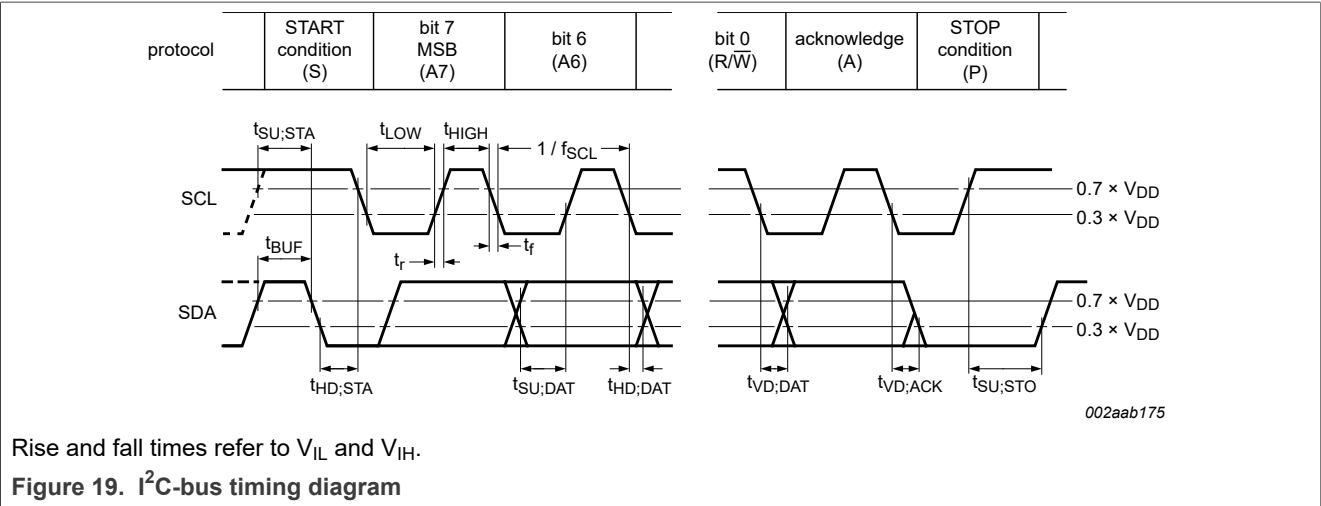 protocol
START
condition
(S)
bit 7
MSB
(A7)
bit 6
(A6)
bit 0
(R/W̅)
acknowledge
(A)
STOP
condition
(P)
tSU;STA
tLOW
tHIGH
1 / fSCL
SCL
0.7 × VDD
0.3 × VDD
tBUF
tr
tf
SDA
0.7 × VDD
0.3 × VDD
tHD;STA
tSU;DAT
tHD;DAT
tVD;DAT
tVD;ACK
tSU;STO
002aab175
Rise and fall times refer to VIL and VIH.
Figure 19. I²C-bus timing diagram